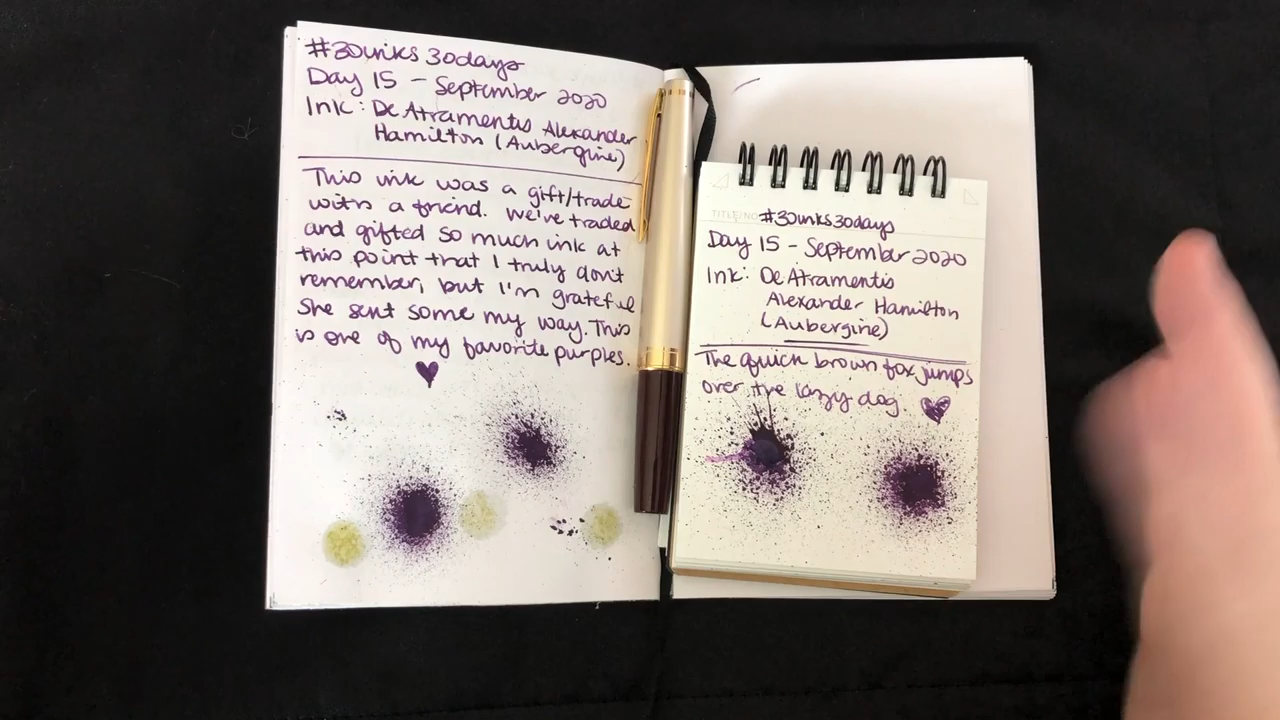 #30inks30days
Day 15 - September 2020
Ink: De Atramentis Alexander
Hamilton (Aubergine)
This ink was a gift/trade
with a friend. We've traded
and gifted so much ink at
this point that I truly don't
remember, but I'm grateful
she sent some my way. This
is one of my favorite purples.
TITLE/NO
#30inks30days
Day 15 - September 2020
Ink: De Atramentis
Alexander Hamilton
(Aubergine)
The quick brown fox jumps
over the lazy dog.